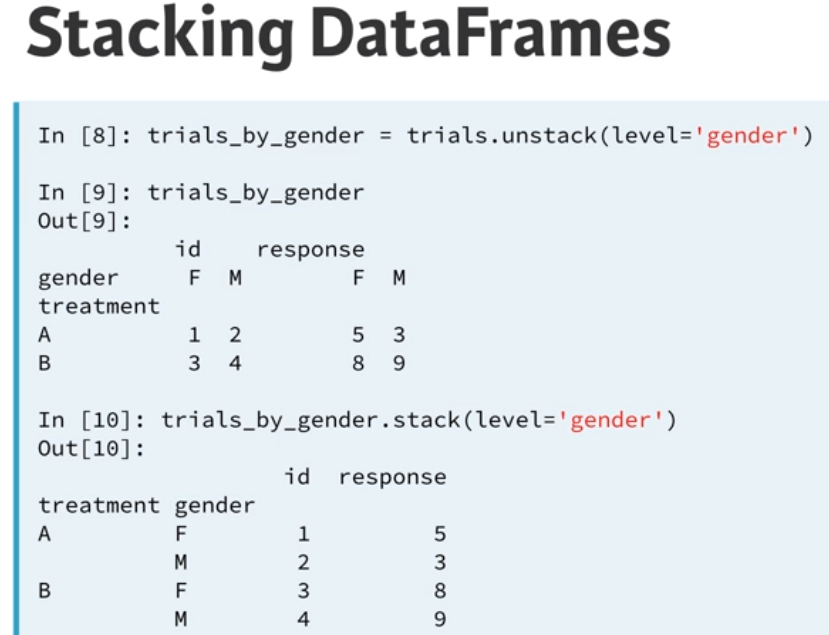 Stacking DataFrames
In [8]: trials_by_gender = trials.unstack(level='gender')
In [9]: trials_by_gender
Out[9]:
          id    response
gender     F  M        F  M
treatment
A          1  2        5  3
B          3  4        8  9
In [10]: trials_by_gender.stack(level='gender')
Out[10]:
                  id  response
treatment gender
A         F        1         5
          M        2         3
B         F        3         8
          M        4         9